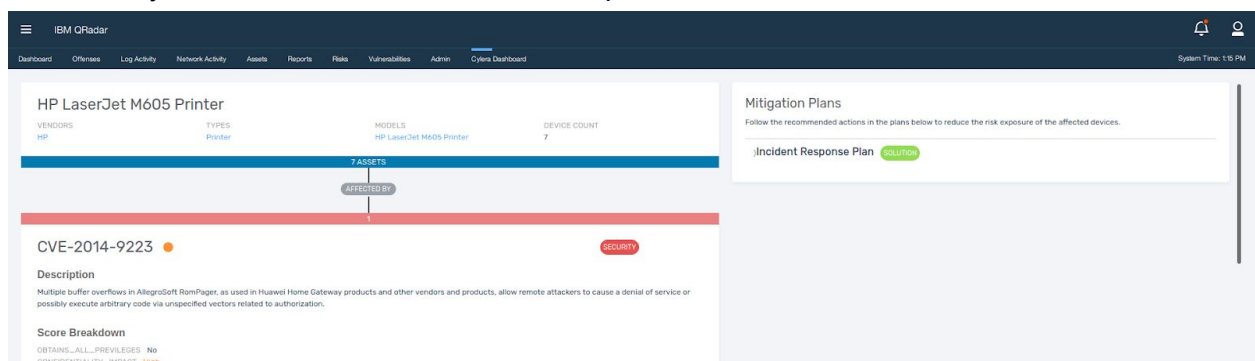 IBM QRadar
Dashboard Offenses Log Activity Network Activity Assets Reports Risks Vulnerabilities Admin Cylera Dashboard System Time: 1:15 PM
HP LaserJet M605 Printer
VENDORS TYPES MODELS DEVICE COUNT
HP Printer HP LaserJet M605 Printer 7
7 ASSETS
AFFECTED BY
1
CVE-2014-9223 SECURITY
Description
Multiple buffer overflows in AllegroSoft RomPager, as used in Huawei Home Gateway products and other vendors and products, allow remote attackers to cause a denial of service or
possibly execute arbitrary code via unspecified vectors related to authorization.
Score Breakdown
OBTAINS_ALL_PREVILEGES No
Mitigation Plans
Follow the recommended actions in the plans below to reduce the risk exposure of the affected devices.
Incident Response Plan SOLUTION